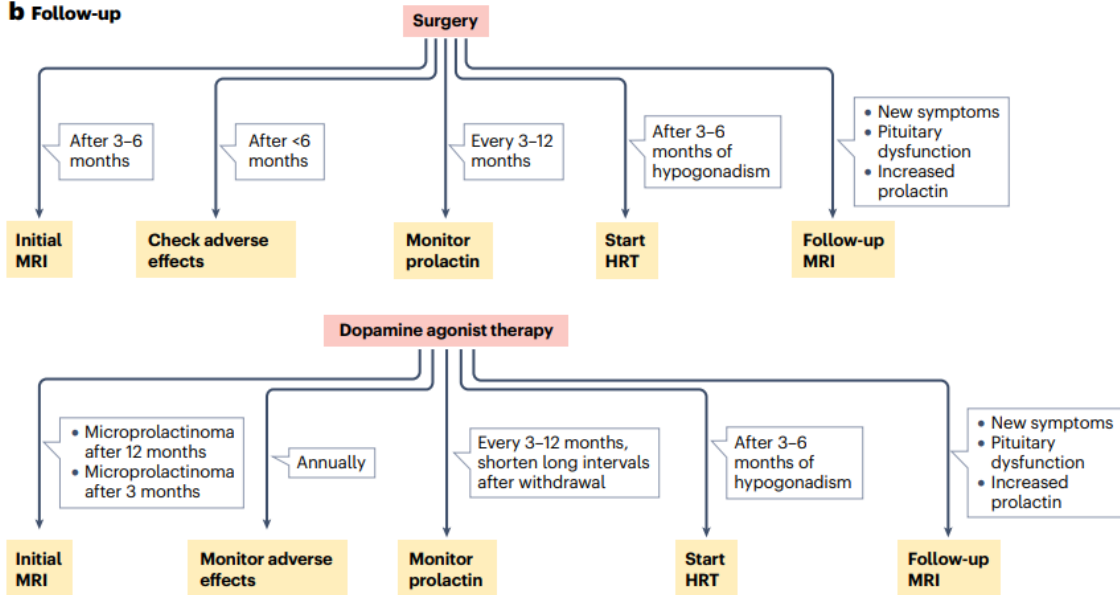 b Follow-up
Surgery
After 3–6
months
After <6
months
Every 3–12
months
After 3–6
months of
hypogonadism
• New symptoms
• Pituitary
dysfunction
• Increased
prolactin
Initial
MRI
Check adverse
effects
Monitor
prolactin
Start
HRT
Follow-up
MRI
Dopamine agonist therapy
• Microprolactinoma
after 12 months
• Microprolactinoma
after 3 months
Annually
Every 3–12 months,
shorten long intervals
after withdrawal
After 3–6
months of
hypogonadism
• New symptoms
• Pituitary
dysfunction
• Increased
prolactin
Initial
MRI
Monitor adverse
effects
Monitor
prolactin
Start
HRT
Follow-up
MRI